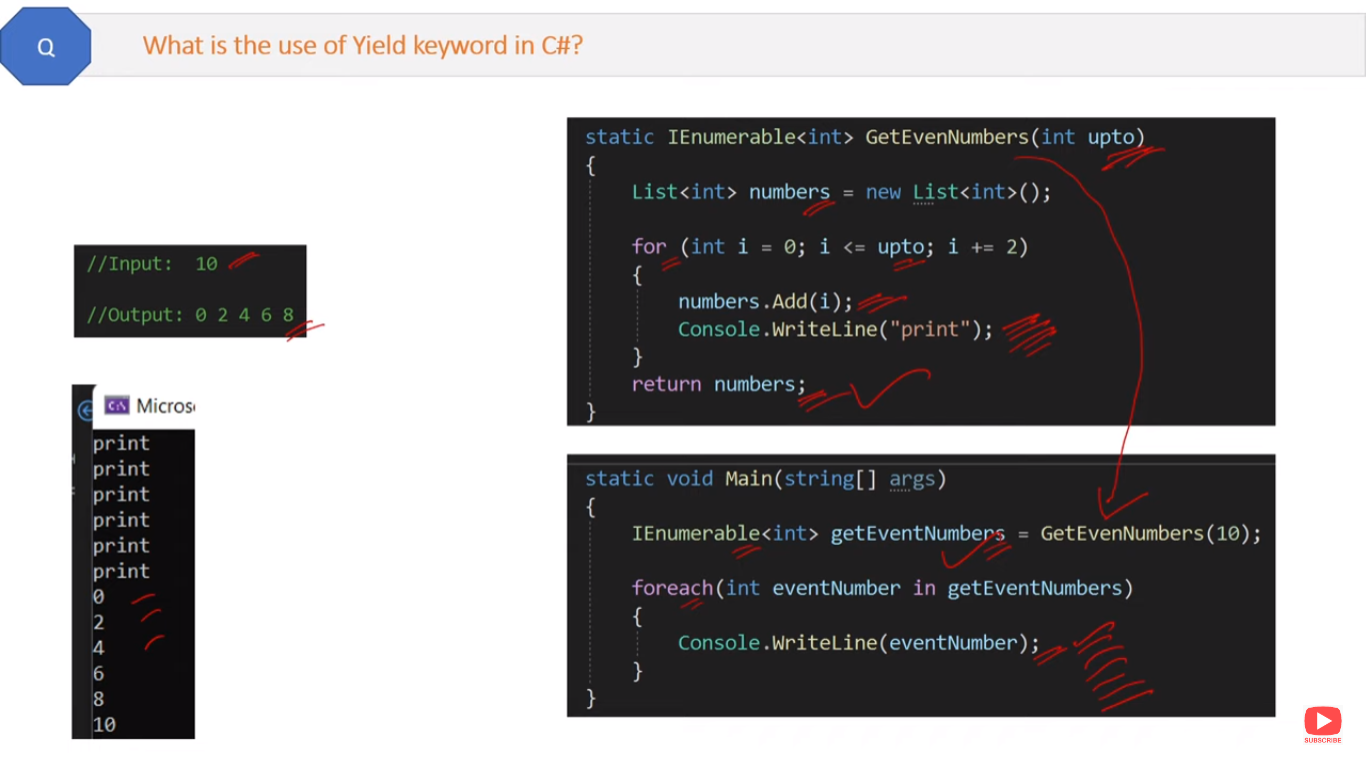 Q
What is the use of Yield keyword in C#?
//Input: 10
//Output: 0 2 4 6 8
Microso
print
print
print
print
print
print
0
2
4
6
8
10
static IEnumerable<int> GetEvenNumbers(int upto)
{
List<int> numbers = new List<int>();
for (int i = 0; i <= upto; i += 2)
{
numbers.Add(i);
Console.WriteLine("print");
}
return numbers;
}
static void Main(string[] args)
{
IEnumerable<int> getEventNumbers = GetEvenNumbers(10);
foreach(int eventNumber in getEventNumbers)
{
Console.WriteLine(eventNumber);
}
}
SUBSCRIBE